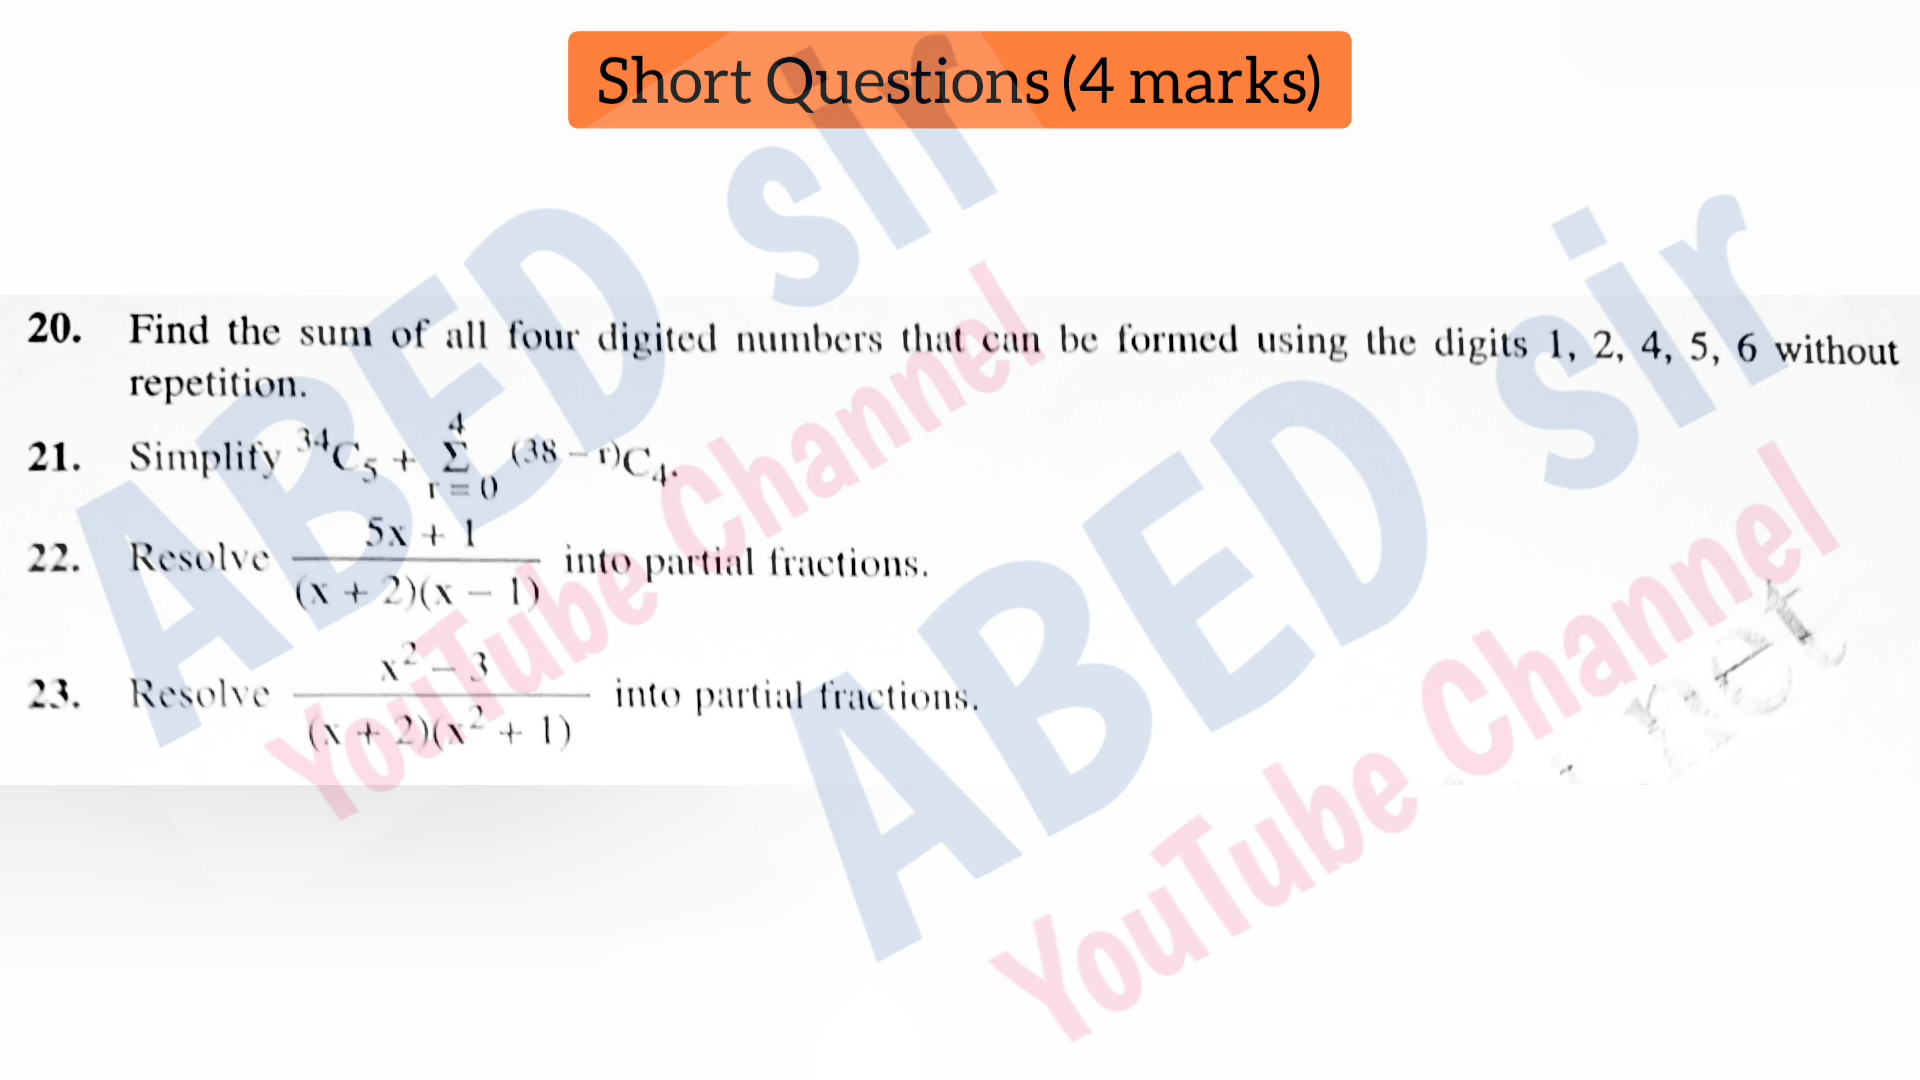 Short Questions (4 marks)
20. Find the sum of all four digited numbers that can be formed using the digits 1, 2, 4, 5, 6 without
repetition.
21. Simplify ³⁴C₅ + Σ⁴ᵣ₌₀ ⁽³⁸ ⁻ ʳ⁾C₄.
22. Resolve (5x + 1) / ((x + 2)(x − 1)) into partial fractions.
23. Resolve (x² − 3) / ((x + 2)(x² + 1)) into partial fractions.
ABED sir
YouTube Channel
ABED sir
YouTube Channel
net